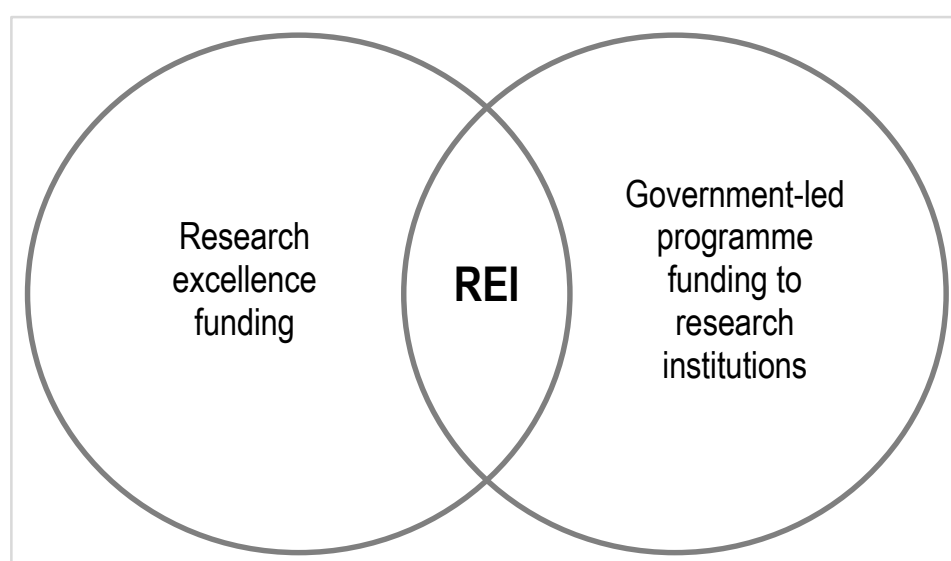 Research
excellence
funding
REI
Government-led
programme
funding to
research
institutions